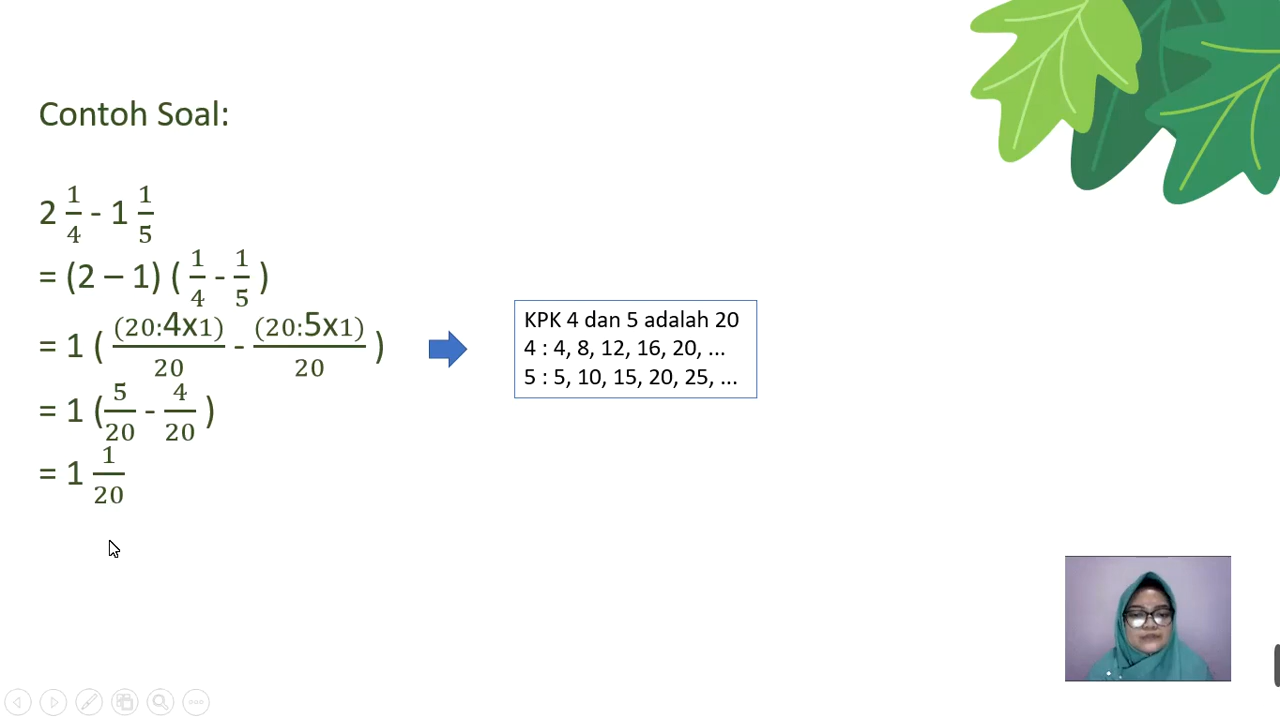 Contoh Soal:
2 1/4 - 1 1/5
= (2 – 1) ( 1/4 - 1/5 )
= 1 ( (20:4x1)/20 - (20:5x1)/20 )
= 1 ( 5/20 - 4/20 )
= 1 1/20
KPK 4 dan 5 adalah 20
4 : 4, 8, 12, 16, 20, ...
5 : 5, 10, 15, 20, 25, ...